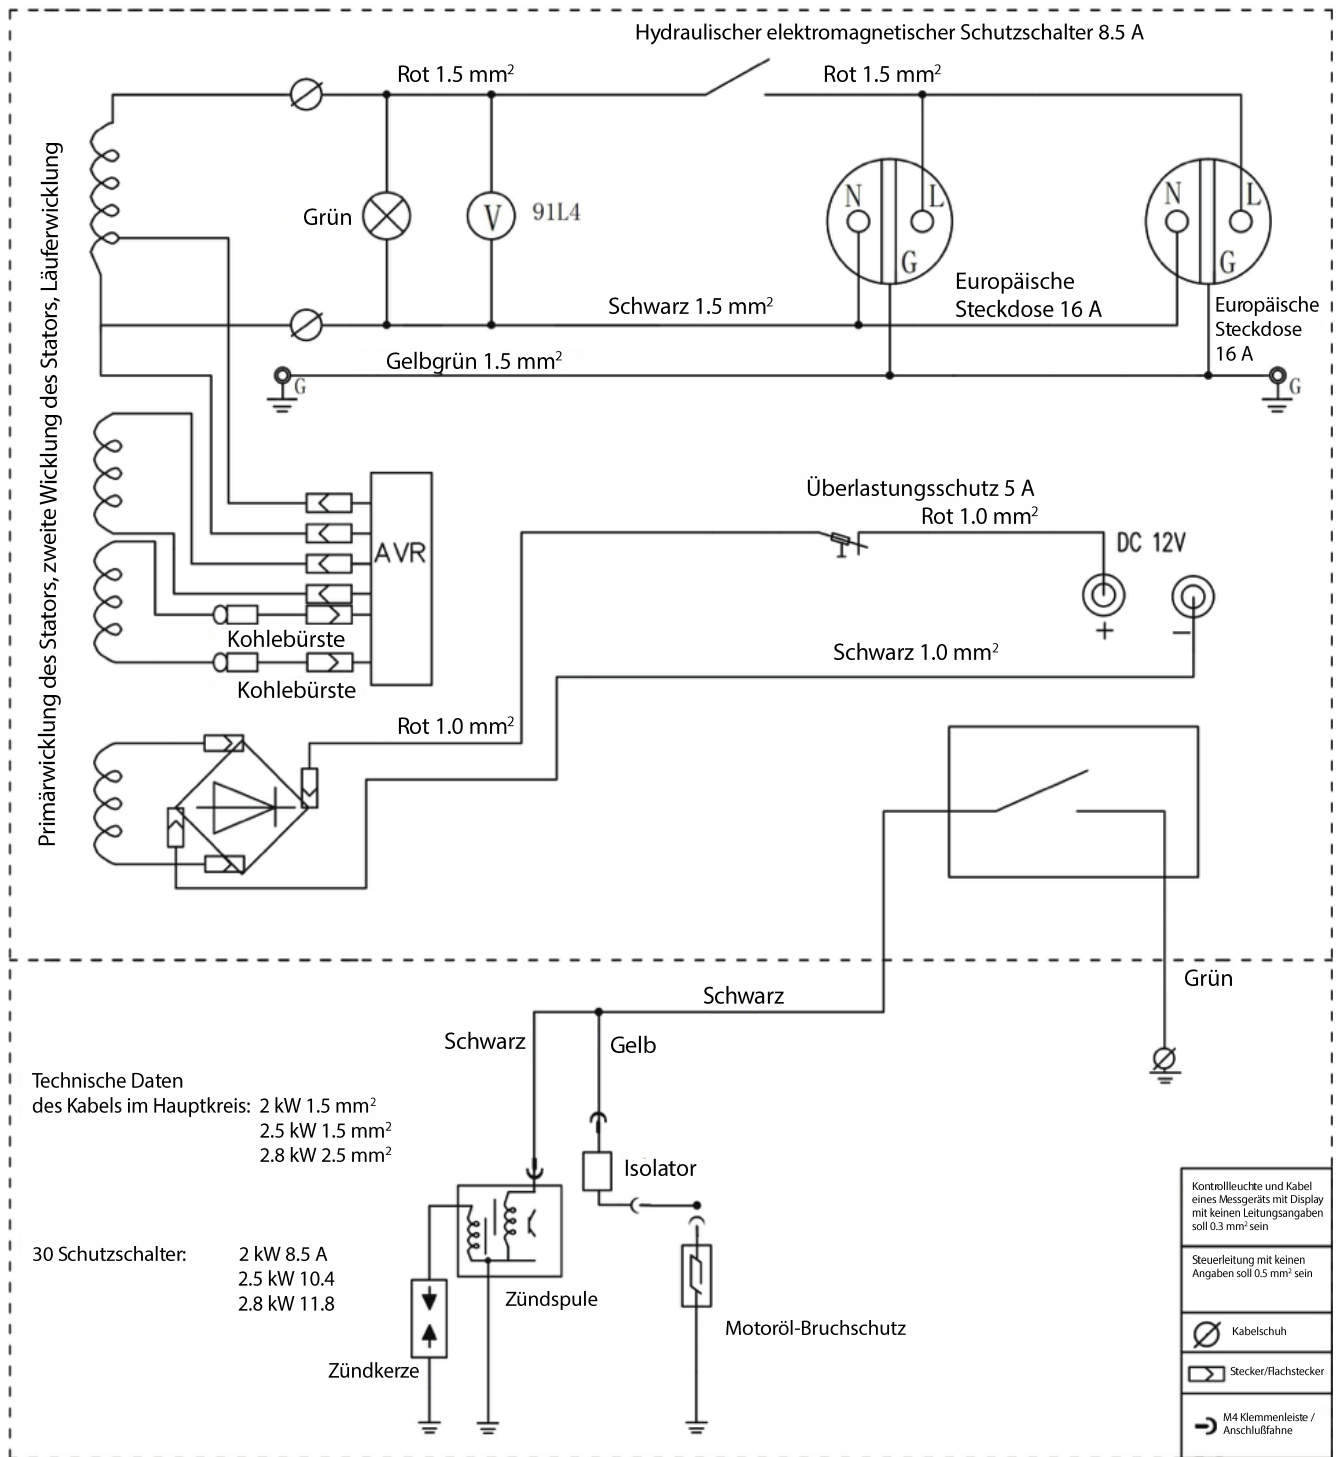 Hydraulischer elektromagnetischer Schutzschalter 8.5 A
Rot 1.5 mm²
Rot 1.5 mm²
Primärwicklung des Stators, zweite Wicklung des Stators, Läuferwicklung
Grün
V
91L4
N
L
G
N
L
G
Europäische
Steckdose 16 A
Europäische
Steckdose
16 A
Schwarz 1.5 mm²
Gelbgrün 1.5 mm²
G
G
AVR
Kohlebürste
Kohlebürste
Überlastungsschutz 5 A
Rot 1.0 mm²
DC 12V
+
−
Schwarz 1.0 mm²
Rot 1.0 mm²
Grün
Schwarz
Schwarz
Gelb
Technische Daten
des Kabels im Hauptkreis: 2 kW 1.5 mm²
2.5 kW 1.5 mm²
2.8 kW 2.5 mm²
Isolator
30 Schutzschalter: 2 kW 8.5 A
2.5 kW 10.4
2.8 kW 11.8
Zündspule
Motoröl-Bruchschutz
Zündkerze
Kontrollleuchte und Kabel
eines Messgeräts mit Display
mit keinen Leitungsangaben
soll 0.3 mm² sein
Steuerleitung mit keinen
Angaben soll 0.5 mm² sein
Kabelschuh
Stecker/Flachstecker
M4 Klemmenleiste /
Anschlußfahne